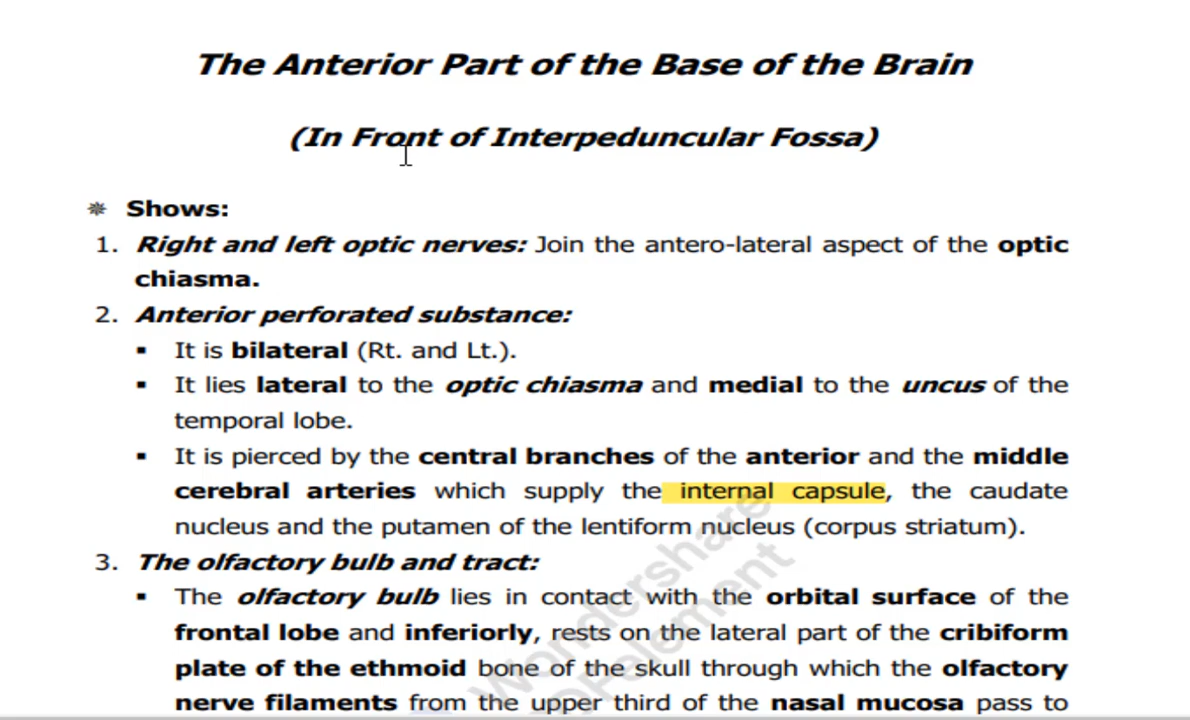 The Anterior Part of the Base of the Brain
(In Front of Interpeduncular Fossa)
✵ Shows:
1. Right and left optic nerves: Join the antero-lateral aspect of the optic
chiasma.
2. Anterior perforated substance:
▪ It is bilateral (Rt. and Lt.).
▪ It lies lateral to the optic chiasma and medial to the uncus of the
temporal lobe.
▪ It is pierced by the central branches of the anterior and the middle
cerebral arteries which supply the internal capsule, the caudate
nucleus and the putamen of the lentiform nucleus (corpus striatum).
3. The olfactory bulb and tract:
▪ The olfactory bulb lies in contact with the orbital surface of the
frontal lobe and inferiorly, rests on the lateral part of the cribiform
plate of the ethmoid bone of the skull through which the olfactory
nerve filaments from the upper third of the nasal mucosa pass to
Wondershare
PDFelement